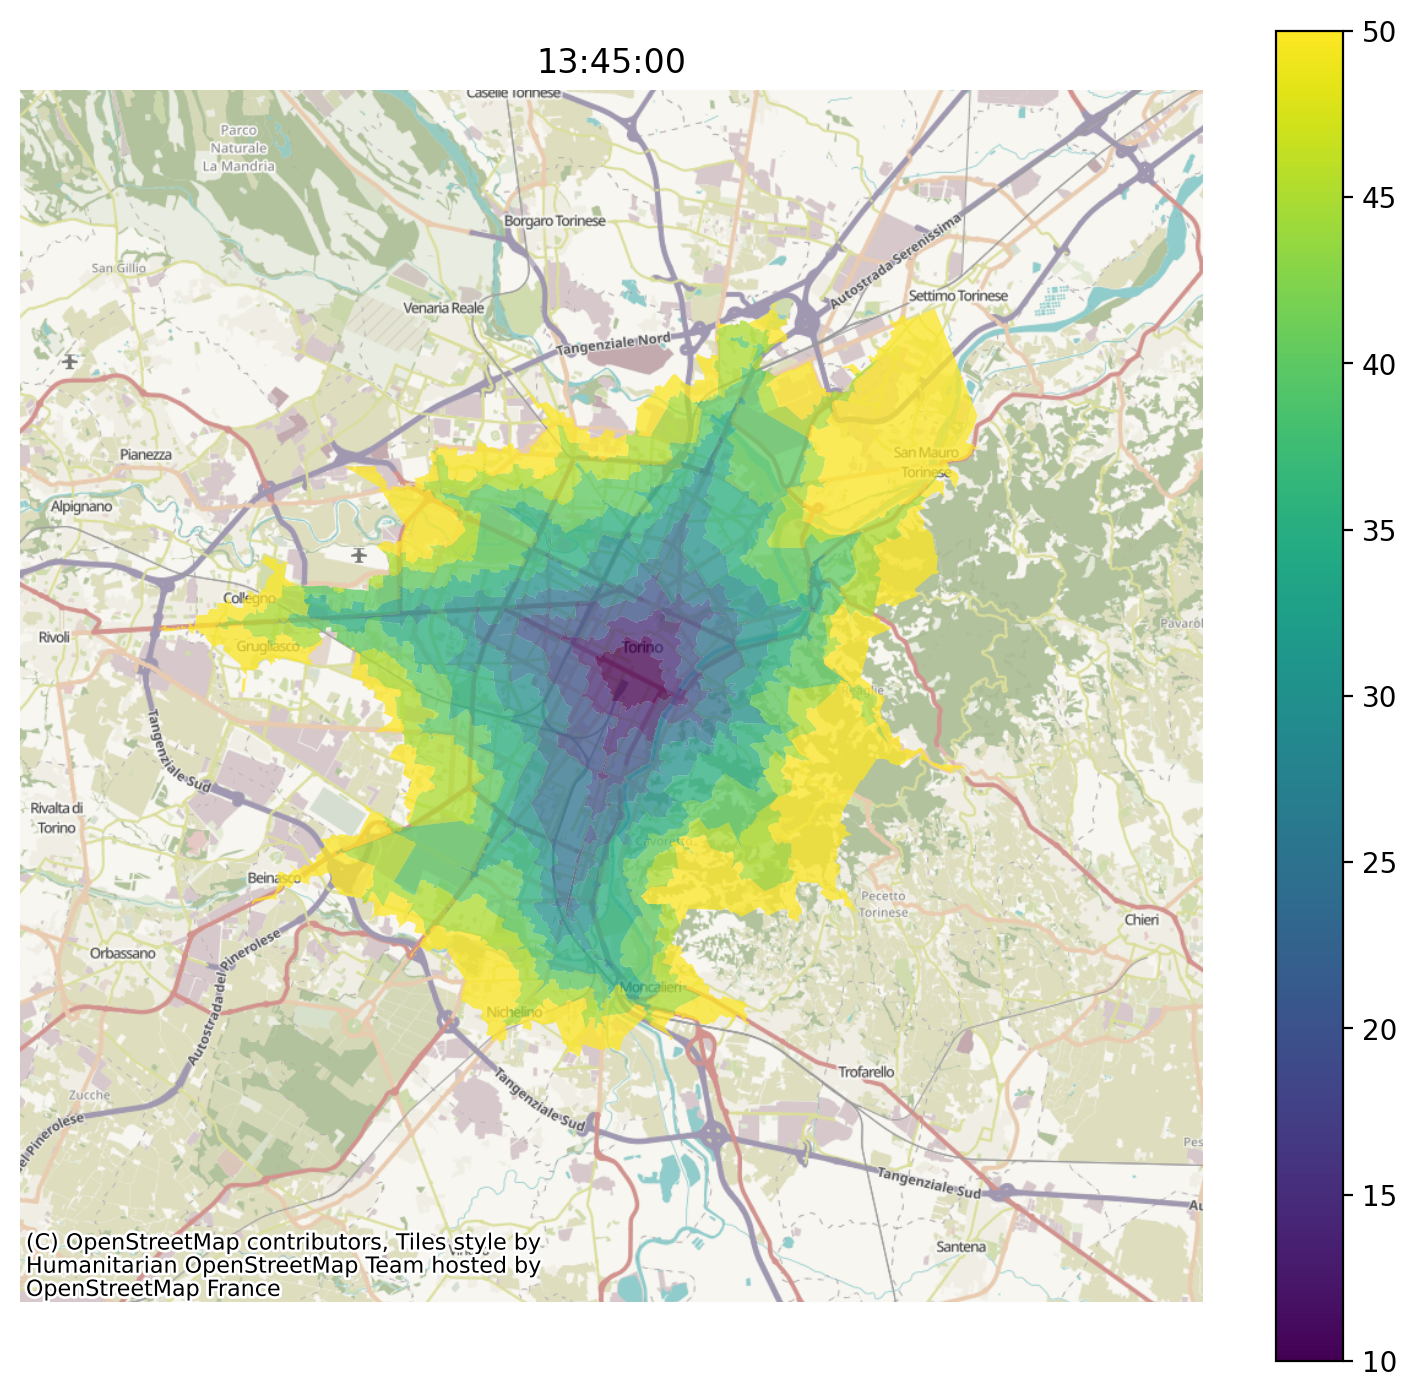 13:45:00
50
45
40
35
30
25
20
15
10
Caselle Torinese
Parco
Naturale
La Mandria
Borgaro Torinese
Autostrada Serenissima
San Gillio
Settimo Torinese
Venaria Reale
Tangenziale Nord
Pianezza
San Mauro
Torinese
Alpignano
Collegno
Rivoli
Grugliasco
Torino
Tangenziale Sud
Rivalta di
Torino
Cavoretto
Beinasco
Pecetto
Torinese
Chieri
Orbassano
Autostrada del Pinerolese
Moncalieri
Nichelino
Trofarello
Zucche
Tangenziale Sud
el Pinerolese
Pes
Tangenziale Sud
Au
Santena
(C) OpenStreetMap contributors, Tiles style by
Humanitarian OpenStreetMap Team hosted by
OpenStreetMap France